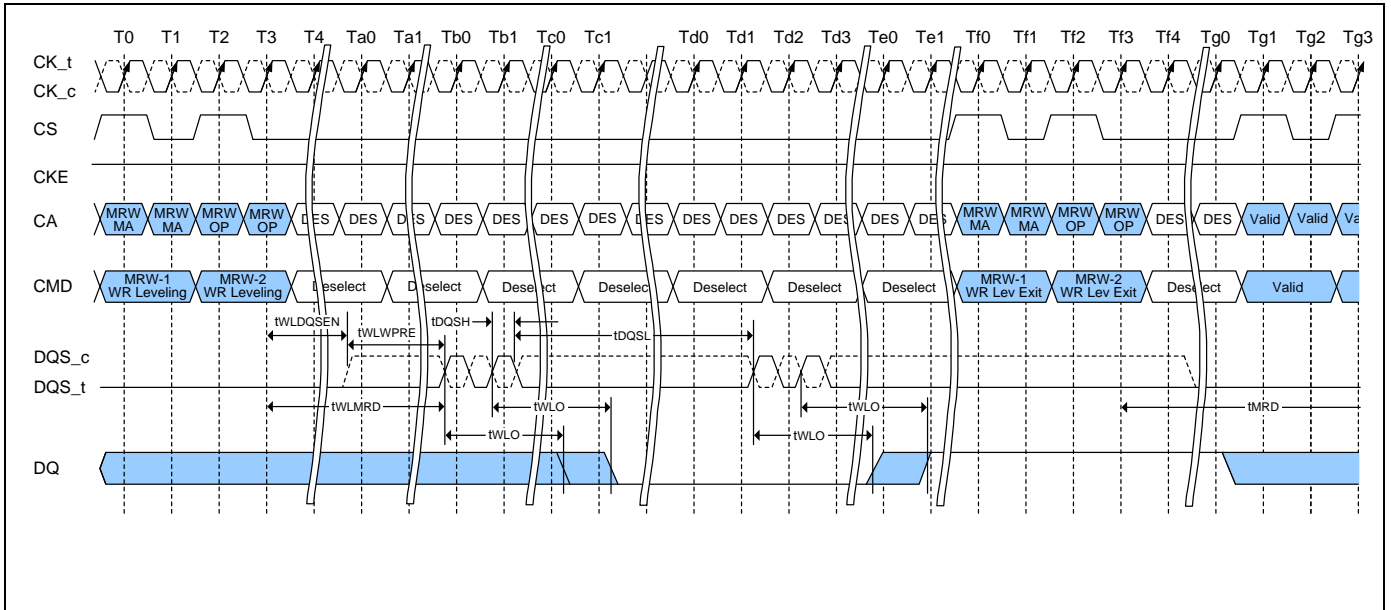 T0 T1 T2 T3 T4 Ta0 Ta1 Tb0 Tb1 Tc0 Tc1 Td0 Td1 Td2 Td3 Te0 Te1 Tf0 Tf1 Tf2 Tf3 Tf4 Tg0 Tg1 Tg2 Tg3
CK_t
CK_c
CS
CKE
CA
MRW MRW MRW MRW DES DES DES DES DES DES DES DES DES DES DES DES DES DES MRW MRW MRW MRW DES DES Valid Valid Va
MA MA OP OP MA MA OP OP
CMD
MRW-1 MRW-2 Deselect Deselect Deselect Deselect Deselect Deselect Deselect MRW-1 MRW-2 Deselect Valid
WR Leveling WR Leveling WR Lev Exit WR Lev Exit
tWLDQSEN tDQSH
tWLWPRE tDQSL
DQS_c
DQS_t
tWLMRD tWLO tWLO tMRD
tWLO tWLO
DQ